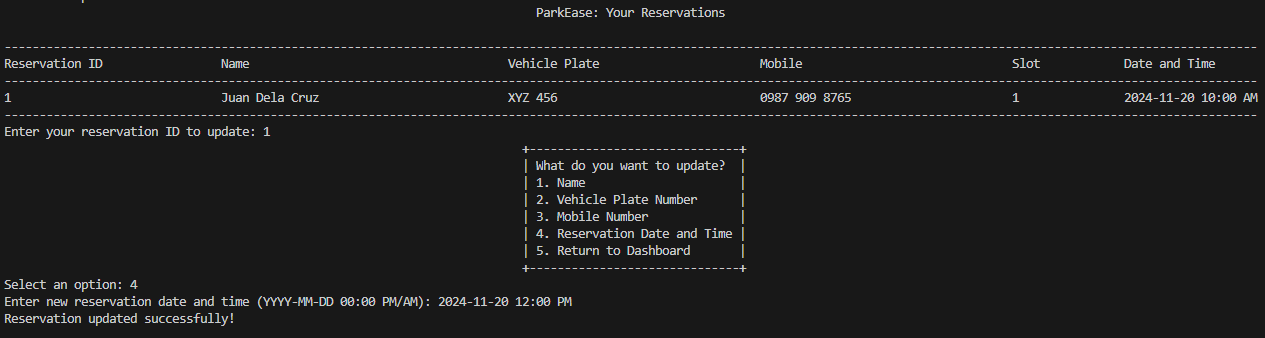 ParkEase: Your Reservations
-----------------------------------------------------------------------------------------------------------------------------------------------------------------------------------
Reservation ID Name Vehicle Plate Mobile Slot Date and Time
-----------------------------------------------------------------------------------------------------------------------------------------------------------------------------------
1 Juan Dela Cruz XYZ 456 0987 909 8765 1 2024-11-20 10:00 AM
-----------------------------------------------------------------------------------------------------------------------------------------------------------------------------------
Enter your reservation ID to update: 1
+------------------------------+
| What do you want to update? |
| 1. Name |
| 2. Vehicle Plate Number |
| 3. Mobile Number |
| 4. Reservation Date and Time |
| 5. Return to Dashboard |
+------------------------------+
Select an option: 4
Enter new reservation date and time (YYYY-MM-DD 00:00 PM/AM): 2024-11-20 12:00 PM
Reservation updated successfully!